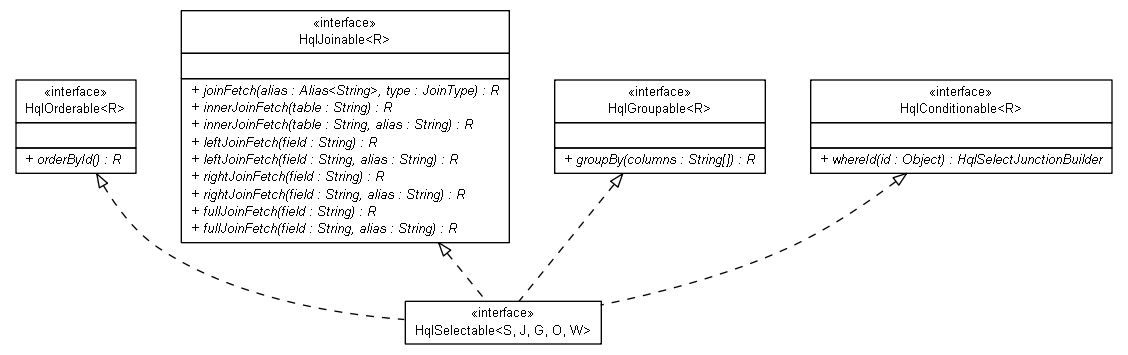 «interface»
HqlOrderable<R>
+ orderById() : R
«interface»
HqlJoinable<R>
+ joinFetch(alias : Alias<String>, type : JoinType) : R
+ innerJoinFetch(table : String) : R
+ innerJoinFetch(table : String, alias : String) : R
+ leftJoinFetch(field : String) : R
+ leftJoinFetch(field : String, alias : String) : R
+ rightJoinFetch(field : String) : R
+ rightJoinFetch(field : String, alias : String) : R
+ fullJoinFetch(field : String) : R
+ fullJoinFetch(field : String, alias : String) : R
«interface»
HqlGroupable<R>
+ groupBy(columns : String[]) : R
«interface»
HqlConditionable<R>
+ whereId(id : Object) : HqlSelectJunctionBuilder
«interface»
HqlSelectable<S, J, G, O, W>